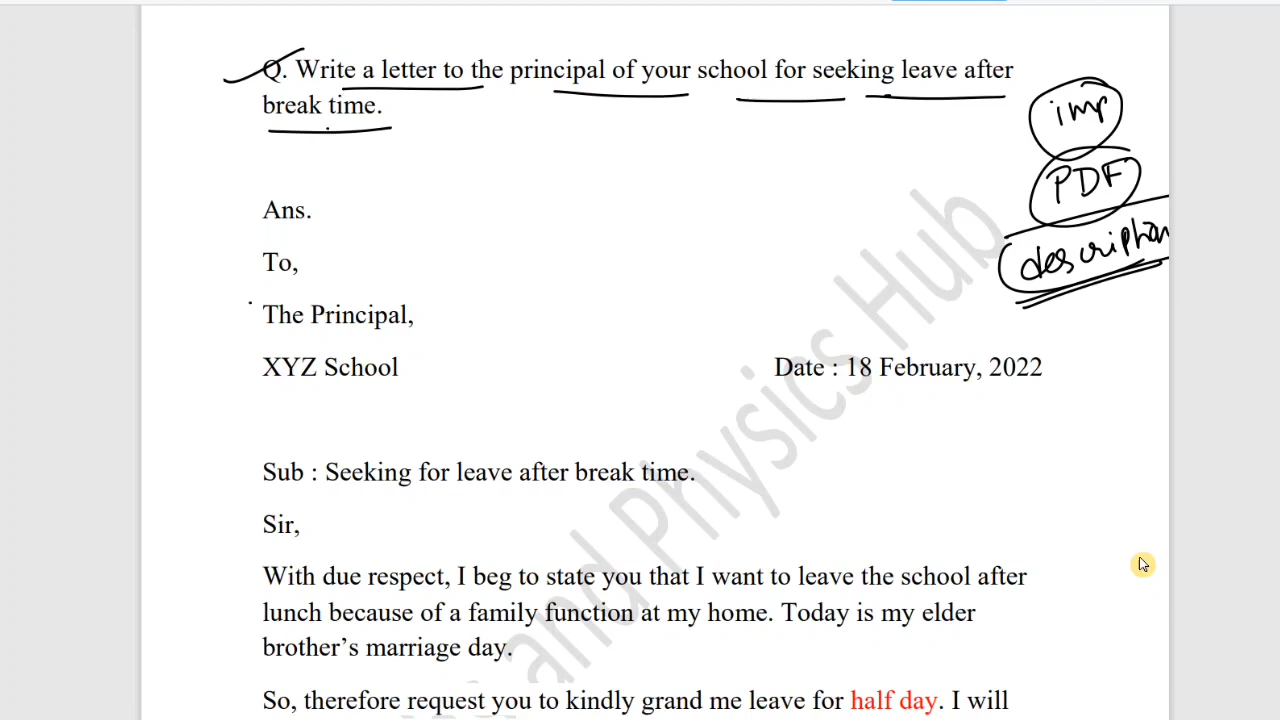 Q. Write a letter to the principal of your school for seeking leave after
break time.
imp
PDF
description
Ans.
To,
The Principal,
XYZ School
Date : 18 February, 2022
Sub : Seeking for leave after break time.
Sir,
With due respect, I beg to state you that I want to leave the school after
lunch because of a family function at my home. Today is my elder
brother’s marriage day.
So, therefore request you to kindly grand me leave for half day. I will
and Physics Hub